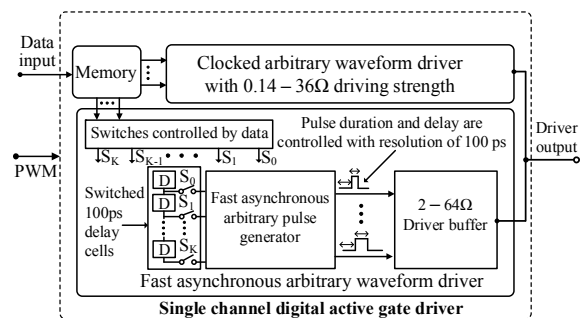 Data
input
Memory
Clocked arbitrary waveform driver
with 0.14 – 36Ω driving strength
Switches controlled by data
S_K S_K-1 • • • S_1 S_0
Pulse duration and delay are
controlled with resolution of 100 ps
Driver
output
PWM
Switched
100ps
delay
cells
D S_0
D S_1
D S_K
Fast asynchronous
arbitrary pulse
generator
2 – 64Ω
Driver buffer
Fast asynchronous arbitrary waveform driver
Single channel digital active gate driver